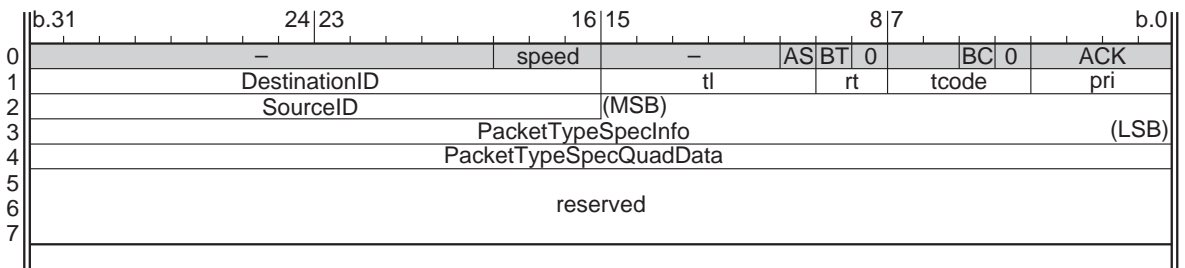 b.31 24 23 16 15 8 7 b.0
0 – speed – AS BT 0 BC 0 ACK
1 DestinationID tl rt tcode pri
2 SourceID (MSB)
3 PacketTypeSpecInfo (LSB)
4 PacketTypeSpecQuadData
5
6 reserved
7